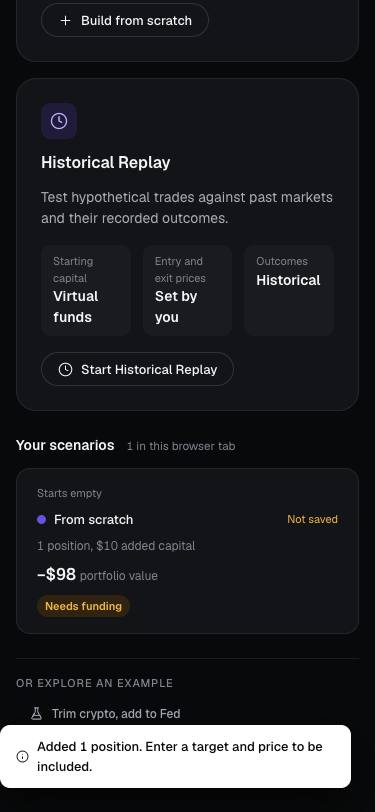 Build from scratch
Historical Replay
Test hypothetical trades against past markets
and their recorded outcomes.
Starting
capital
Virtual
funds
Entry and
exit prices
Set by
you
Outcomes
Historical
Start Historical Replay
Your scenarios 1 in this browser tab
Starts empty
From scratch Not saved
1 position, $10 added capital
−$98 portfolio value
Needs funding
OR EXPLORE AN EXAMPLE
Trim crypto, add to Fed
Added 1 position. Enter a target and price to be
included.